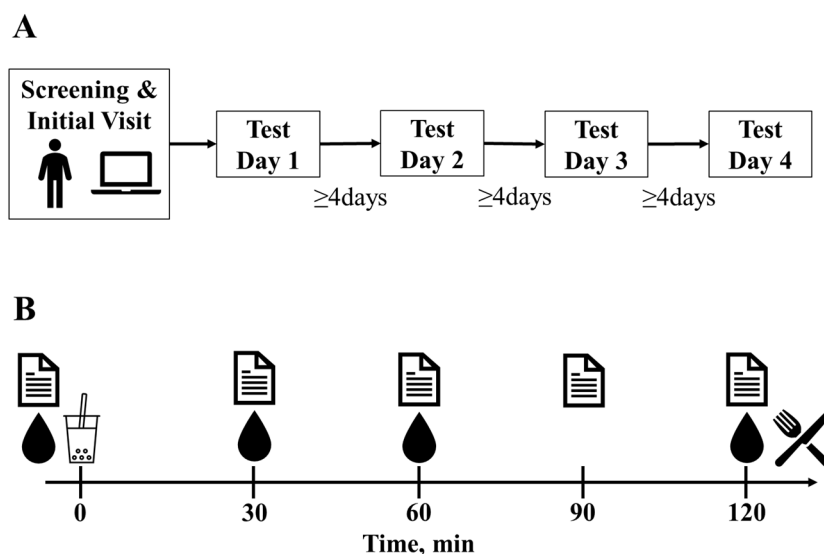 A
Screening &
Initial Visit
Test
Day 1
Test
Day 2
Test
Day 3
Test
Day 4
≥4days
≥4days
≥4days
B
0
30
60
90
120
Time, min